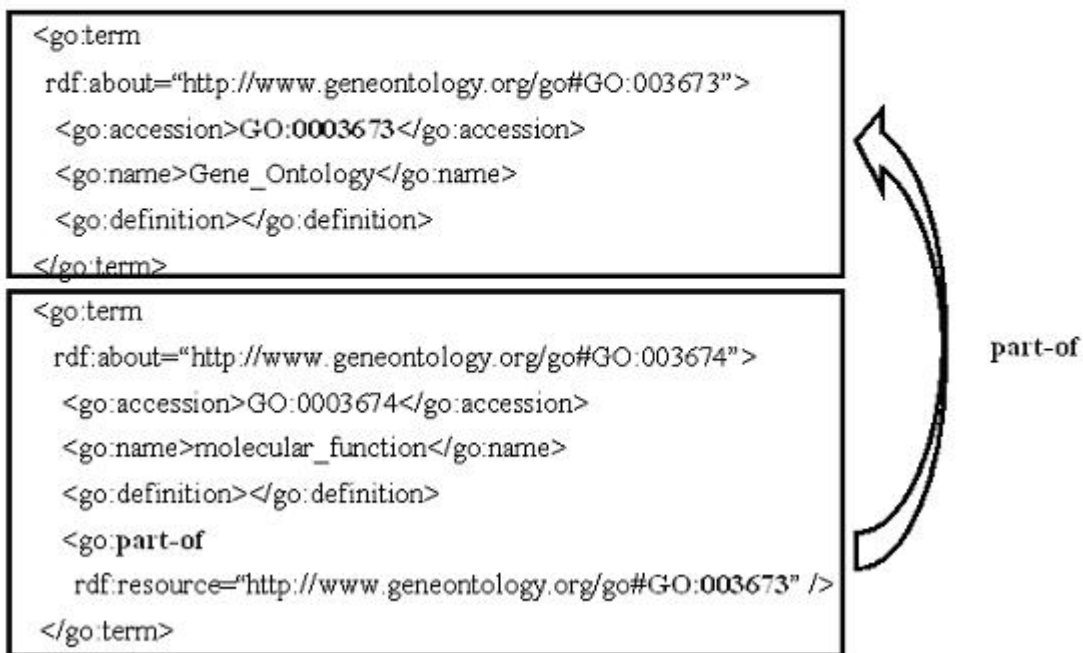 <go:term
rdf:about=“http://www.geneontology.org/go#GO:003673”>
<go:accession>GO:0003673</go:accession>
<go:name>Gene_Ontology</go:name>
<go:definition></go:definition>
</go:term>
<go:term
rdf:about=“http://www.geneontology.org/go#GO:003674”>
<go:accession>GO:0003674</go:accession>
<go:name>molecular_function</go:name>
<go:definition></go:definition>
<go:part-of
rdf:resource=“http://www.geneontology.org/go#GO:003673” />
</go:term>
part-of